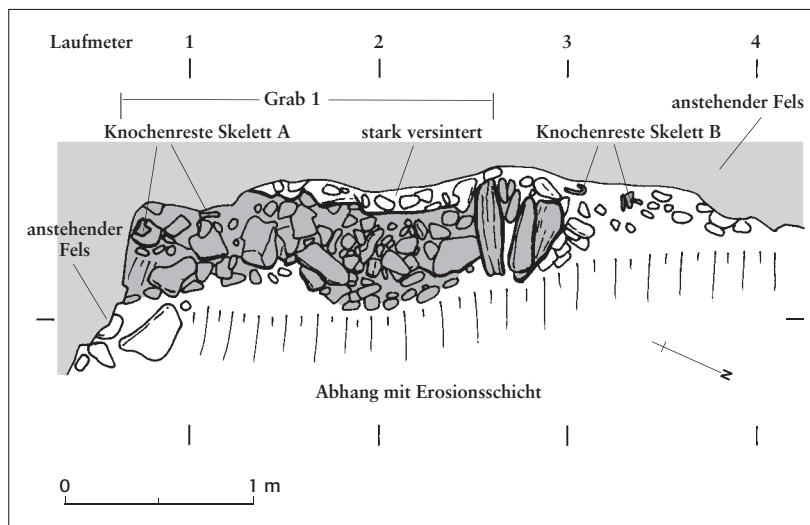 Laufmeter 1 2 3 4
Grab 1
anstehender Fels
Knochenreste Skelett A stark versintert Knochenreste Skelett B
anstehender
Fels
N
Abhang mit Erosionsschicht
0 1 m